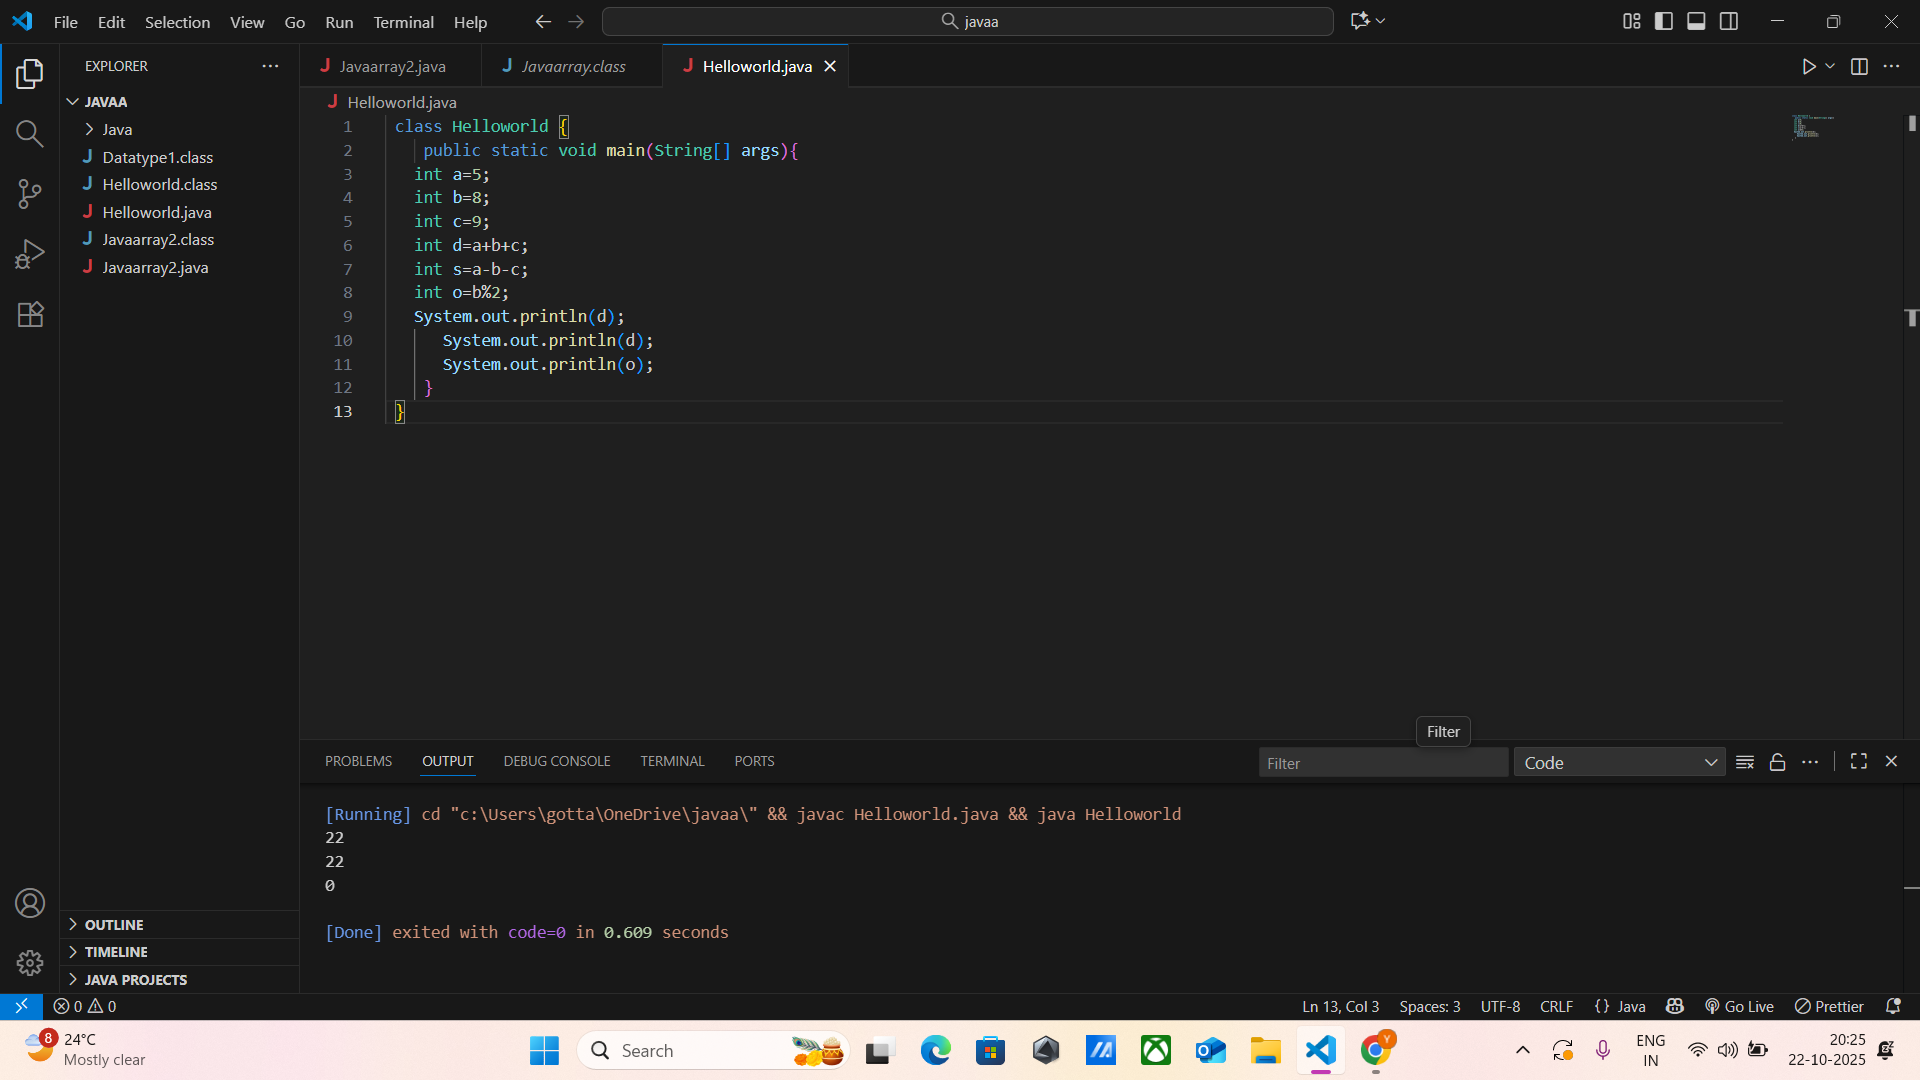 File Edit Selection View Go Run Terminal Help
javaa
EXPLORER
Javaarray2.java
Javaarray.class
Helloworld.java
JAVAA
Java
Datatype1.class
Helloworld.class
Helloworld.java
Javaarray2.class
Javaarray2.java
OUTLINE
TIMELINE
JAVA PROJECTS
Helloworld.java
1 class Helloworld {
2 public static void main(String[] args){
3 int a=5;
4 int b=8;
5 int c=9;
6 int d=a+b+c;
7 int s=a-b-c;
8 int o=b%2;
9 System.out.println(d);
10 System.out.println(d);
11 System.out.println(o);
12 }
13 }
Filter
PROBLEMS OUTPUT DEBUG CONSOLE TERMINAL PORTS
Filter
Code
[Running] cd "c:\Users\gotta\OneDrive\javaa\" && javac Helloworld.java && java Helloworld
22
22
0
[Done] exited with code=0 in 0.609 seconds
0 0
Ln 13, Col 3 Spaces: 3 UTF-8 CRLF {} Java Go Live Prettier
8
24°C
Mostly clear
Search
Y
ENG
IN
20:25
22-10-2025